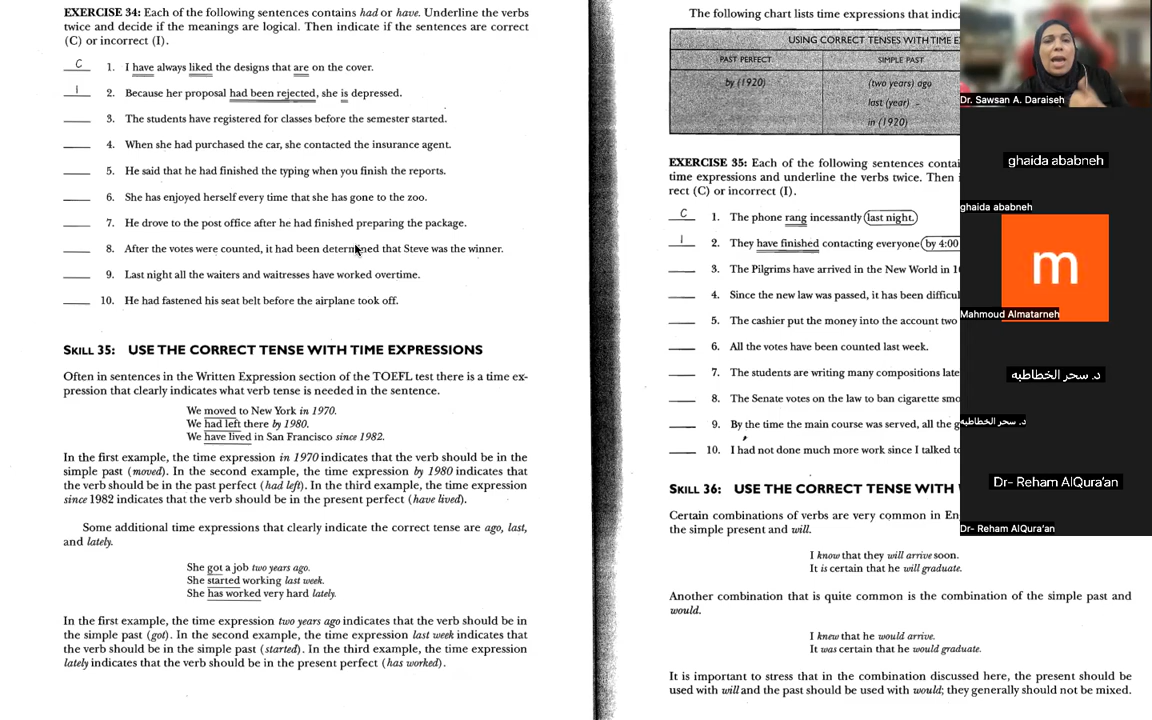 EXERCISE 34: Each of the following sentences contains had or have. Underline the verbs
twice and decide if the meanings are logical. Then indicate if the sentences are correct
(C) or incorrect (I).
C 1. I have always liked the designs that are on the cover.
I 2. Because her proposal had been rejected, she is depressed.
3. The students have registered for classes before the semester started.
4. When she had purchased the car, she contacted the insurance agent.
5. He said that he had finished the typing when you finish the reports.
6. She has enjoyed herself every time that she has gone to the zoo.
7. He drove to the post office after he had finished preparing the package.
8. After the votes were counted, it had been determined that Steve was the winner.
9. Last night all the waiters and waitresses have worked overtime.
10. He had fastened his seat belt before the airplane took off.
SKILL 35: USE THE CORRECT TENSE WITH TIME EXPRESSIONS
Often in sentences in the Written Expression section of the TOEFL test there is a time ex-
pression that clearly indicates what verb tense is needed in the sentence.
We moved to New York in 1970.
We had left there by 1980.
We have lived in San Francisco since 1982.
In the first example, the time expression in 1970 indicates that the verb should be in the
simple past (moved). In the second example, the time expression by 1980 indicates that
the verb should be in the past perfect (had left). In the third example, the time expression
since 1982 indicates that the verb should be in the present perfect (have lived).
Some additional time expressions that clearly indicate the correct tense are ago, last,
and lately.
She got a job two years ago.
She started working last week.
She has worked very hard lately.
In the first example, the time expression two years ago indicates that the verb should be in
the simple past (got). In the second example, the time expression last week indicates that
the verb should be in the simple past (started). In the third example, the time expression
lately indicates that the verb should be in the present perfect (has worked).
The following chart lists time expressions that indica
USING CORRECT TENSES WITH TIME E
PAST PERFECT SIMPLE PAST
by (1920) (two years) ago
last (year)
in (1920)
EXERCISE 35: Each of the following sentences contai
time expressions and underline the verbs twice. Then
rect (C) or incorrect (I).
C 1. The phone rang incessantly last night.
I 2. They have finished contacting everyone by 4:00
3. The Pilgrims have arrived in the New World in 1
4. Since the new law was passed, it has been difficul
5. The cashier put the money into the account two
6. All the votes have been counted last week.
7. The students are writing many compositions late
8. The Senate votes on the law to ban cigarette smo
9. By the time the main course was served, all the g
10. I had not done much more work since I talked to
SKILL 36: USE THE CORRECT TENSE WITH
Certain combinations of verbs are very common in En
the simple present and will.
I know that they will arrive soon.
It is certain that he will graduate.
Another combination that is quite common is the combination of the simple past and
would.
I knew that he would arrive.
It was certain that he would graduate.
It is important to stress that in the combination discussed here, the present should be
used with will and the past should be used with would; they generally should not be mixed.
Dr. Sawsan A. Daraiseh
ghaida ababneh
ghaida ababneh
m
Mahmoud Almatarneh
د. سحر الخطاطبه
د. سحر الخطاطبه
Dr- Reham AlQura'an
Dr- Reham AlQura'an